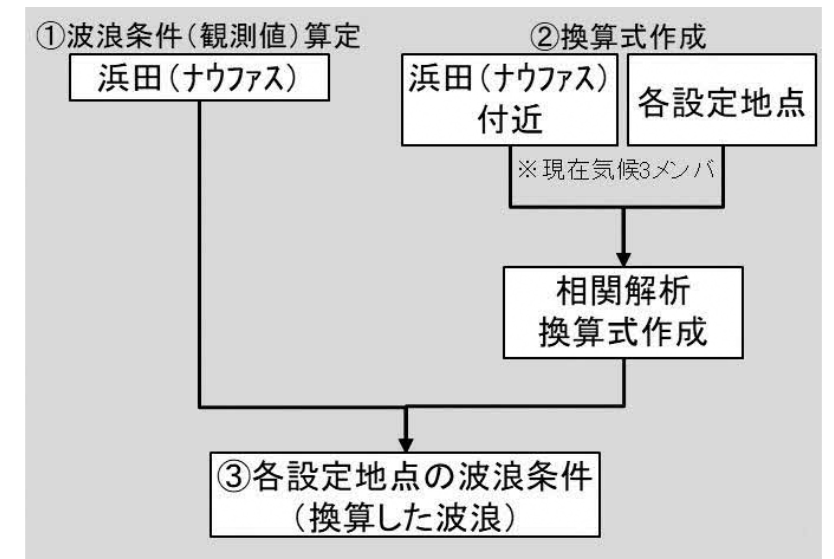 ①波浪条件(観測値)算定
浜田(ナウファス)
②換算式作成
浜田(ナウファス)
付近
各設定地点
※現在気候3メンバ
相関解析
換算式作成
③各設定地点の波浪条件
(換算した波浪)